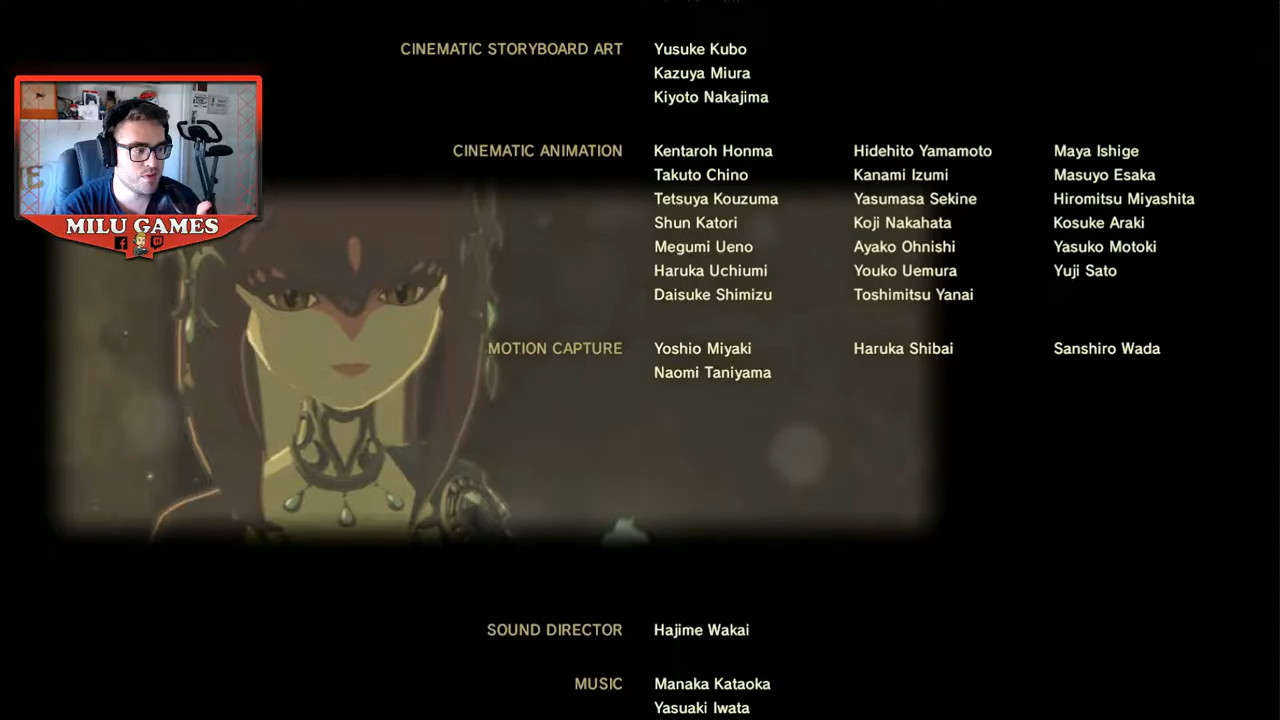 CINEMATIC STORYBOARD ART Yusuke Kubo
Kazuya Miura
Kiyoto Nakajima
CINEMATIC ANIMATION Kentaroh Honma Hidehito Yamamoto Maya Ishige
Takuto Chino Kanami Izumi Masuyo Esaka
Tetsuya Kouzuma Yasumasa Sekine Hiromitsu Miyashita
Shun Katori Koji Nakahata Kosuke Araki
Megumi Ueno Ayako Ohnishi Yasuko Motoki
Haruka Uchiumi Youko Uemura Yuji Sato
Daisuke Shimizu Toshimitsu Yanai
MILU GAMES
MOTION CAPTURE Yoshio Miyaki Haruka Shibai Sanshiro Wada
Naomi Taniyama
SOUND DIRECTOR Hajime Wakai
MUSIC Manaka Kataoka
Yasuaki Iwata